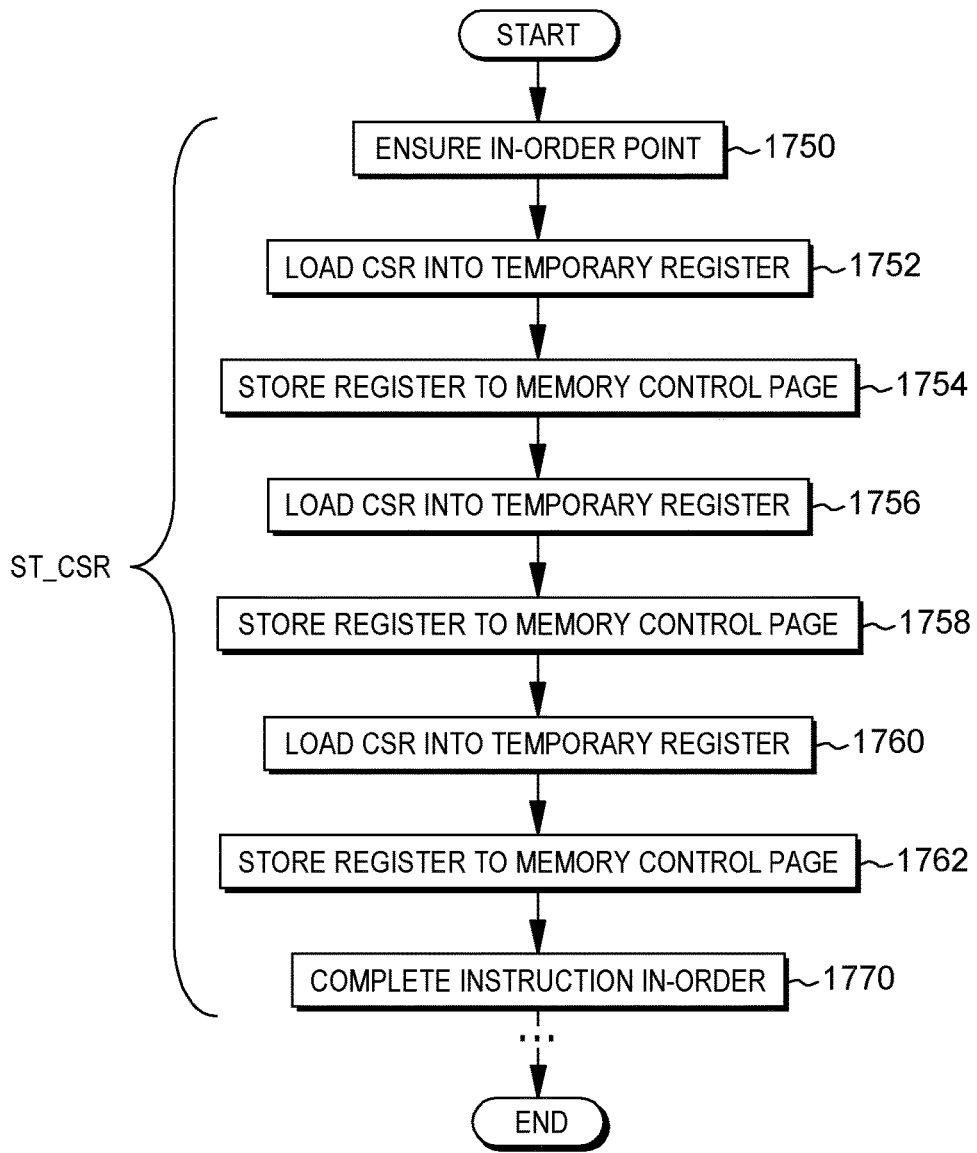 START
ENSURE IN-ORDER POINT 1750
LOAD CSR INTO TEMPORARY REGISTER 1752
STORE REGISTER TO MEMORY CONTROL PAGE 1754
LOAD CSR INTO TEMPORARY REGISTER 1756
ST_CSR
STORE REGISTER TO MEMORY CONTROL PAGE 1758
LOAD CSR INTO TEMPORARY REGISTER 1760
STORE REGISTER TO MEMORY CONTROL PAGE 1762
COMPLETE INSTRUCTION IN-ORDER 1770
...
END